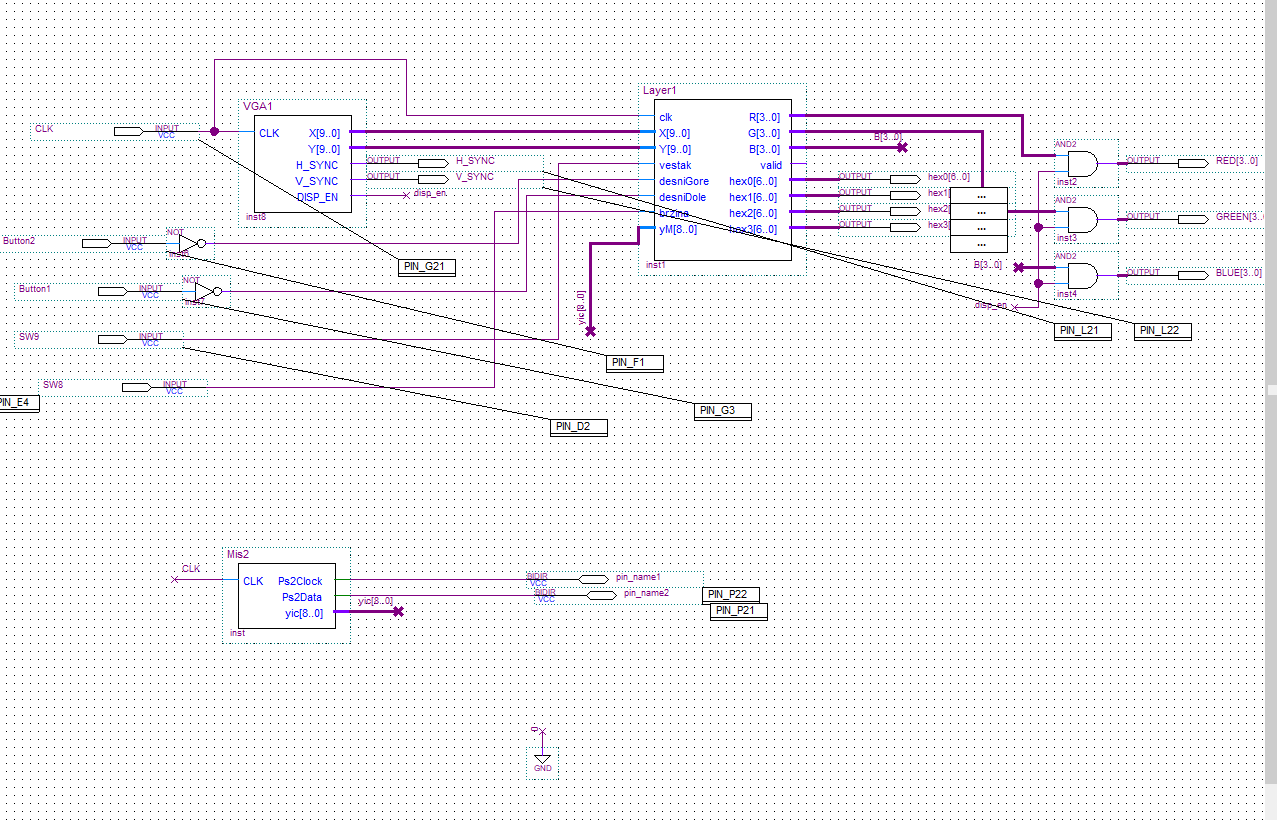 Layer1
VGA1
CLK
INPUT
VCC
CLK
X[9..0]
Y[9..0]
H_SYNC
V_SYNC
DISP_EN
inst8
OUTPUT
H_SYNC
OUTPUT
V_SYNC
disp_en
clk
X[9..0]
Y[9..0]
vestak
desniGore
desniDole
brzina
yM[8..0]
R[3..0]
G[3..0]
B[3..0]
valid
hex0[6..0]
hex1[6..0]
hex2[6..0]
hex3[6..0]
inst1
B[3..0]
OUTPUT
hex0[6..0]
OUTPUT
hex1[
OUTPUT
hex2[
OUTPUT
hex3[
...
...
...
...
AND2
inst2
OUTPUT
RED[3..0]
AND2
inst3
OUTPUT
GREEN[3..
AND2
B[3..0]
inst4
OUTPUT
BLUE[3..0]
disp_en
Button2
INPUT
VCC
NOT
PIN_G21
Button1
INPUT
VCC
NOT
yic[8..0]
SW9
INPUT
VCC
PIN_L21
PIN_L22
PIN_F1
SW8
INPUT
VCC
PIN_E4
PIN_G3
PIN_D2
Mis2
CLK
CLK
Ps2Clock
Ps2Data
yic[8..0]
inst
yic[8..0]
BIDIR
VCC
pin_name1
BIDIR
VCC
pin_name2
PIN_P22
PIN_P21
GND